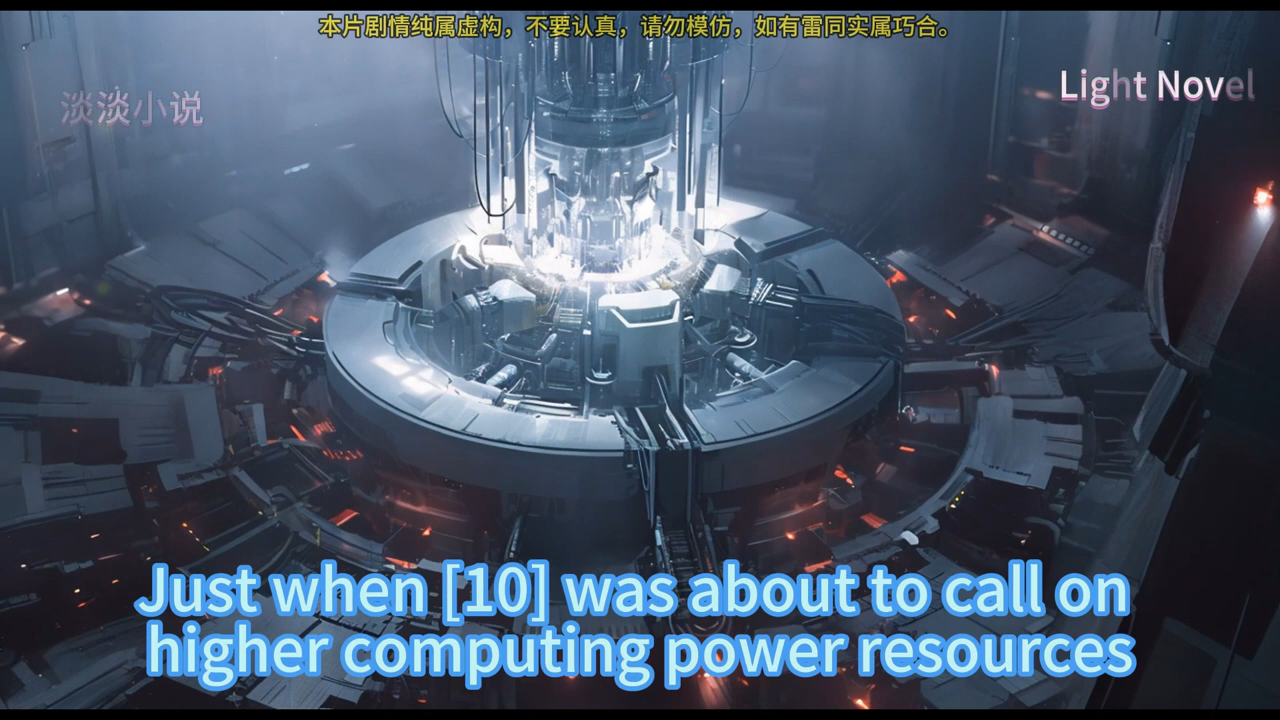 本片剧情纯属虚构，不要认真，请勿模仿，如有雷同实属巧合。
淡淡小说
Light Novel
Just when [10] was about to call on
higher computing power resources